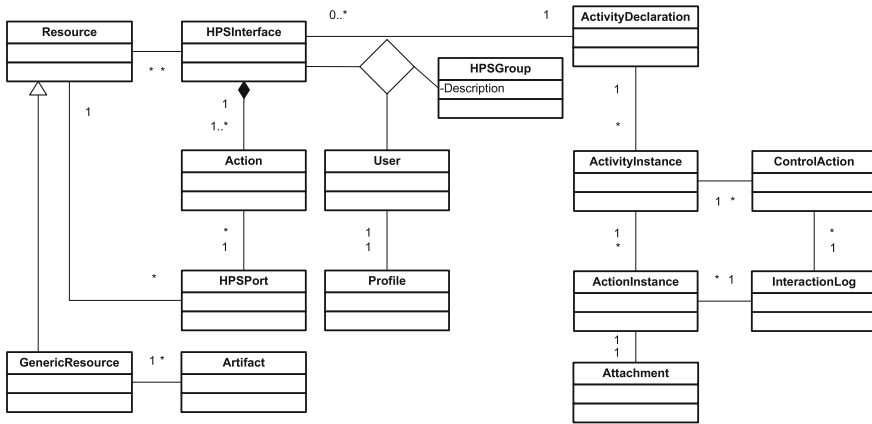 0..* 1
ActivityDeclaration
Resource
HPSInterface
* *
HPSGroup
-Description
1
1
1..*
1
*
Action
User
ActivityInstance
ControlAction
1 *
*
1
1
1
1
*
*
1
*
HPSPort
Profile
ActionInstance
* 1
InteractionLog
1
1
GenericResource
1 *
Artifact
Attachment